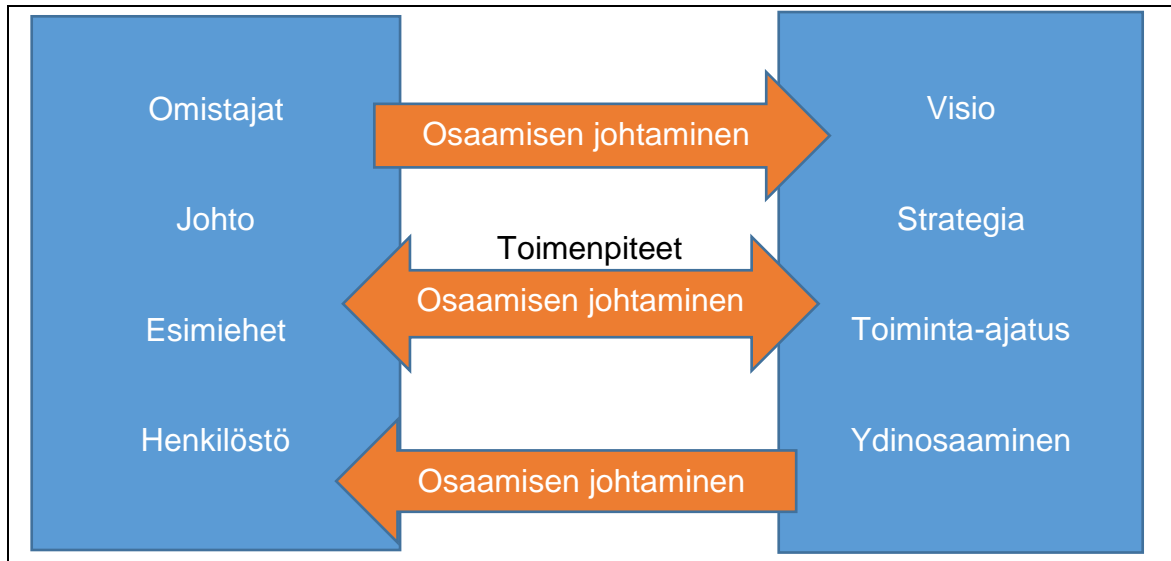 Omistajat
Johto
Esimiehet
Henkilöstö
Osaamisen johtaminen
Toimenpiteet
Osaamisen johtaminen
Osaamisen johtaminen
Visio
Strategia
Toiminta-ajatus
Ydinosaaminen